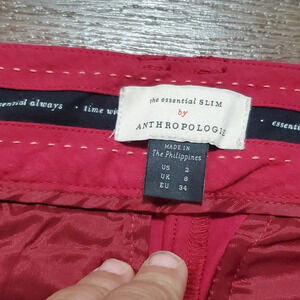 the essential SLIM
by
ANTHROPOLOGIE
essential always • time
essenti
MADE IN
The Philippines
US 2
UK 6
EU 34